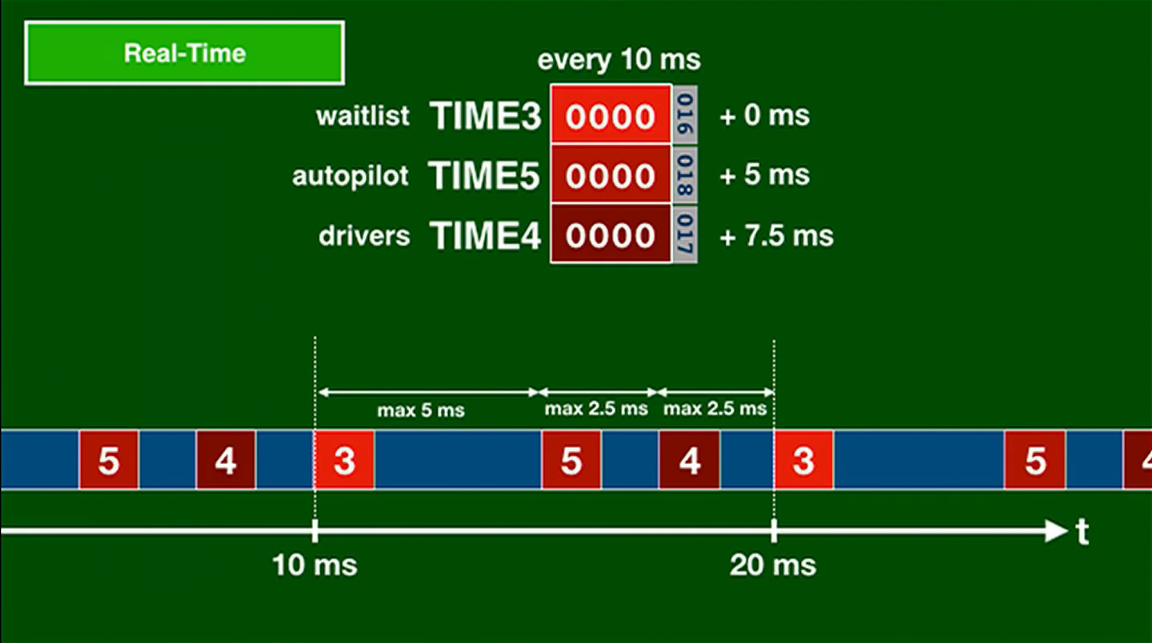 Real-Time
every 10 ms
waitlist TIME3 0000 016 + 0 ms
autopilot TIME5 0000 018 + 5 ms
drivers TIME4 0000 017 + 7.5 ms
max 5 ms max 2.5 ms max 2.5 ms
5 4 3 5 4 3 5 4
t
10 ms 20 ms